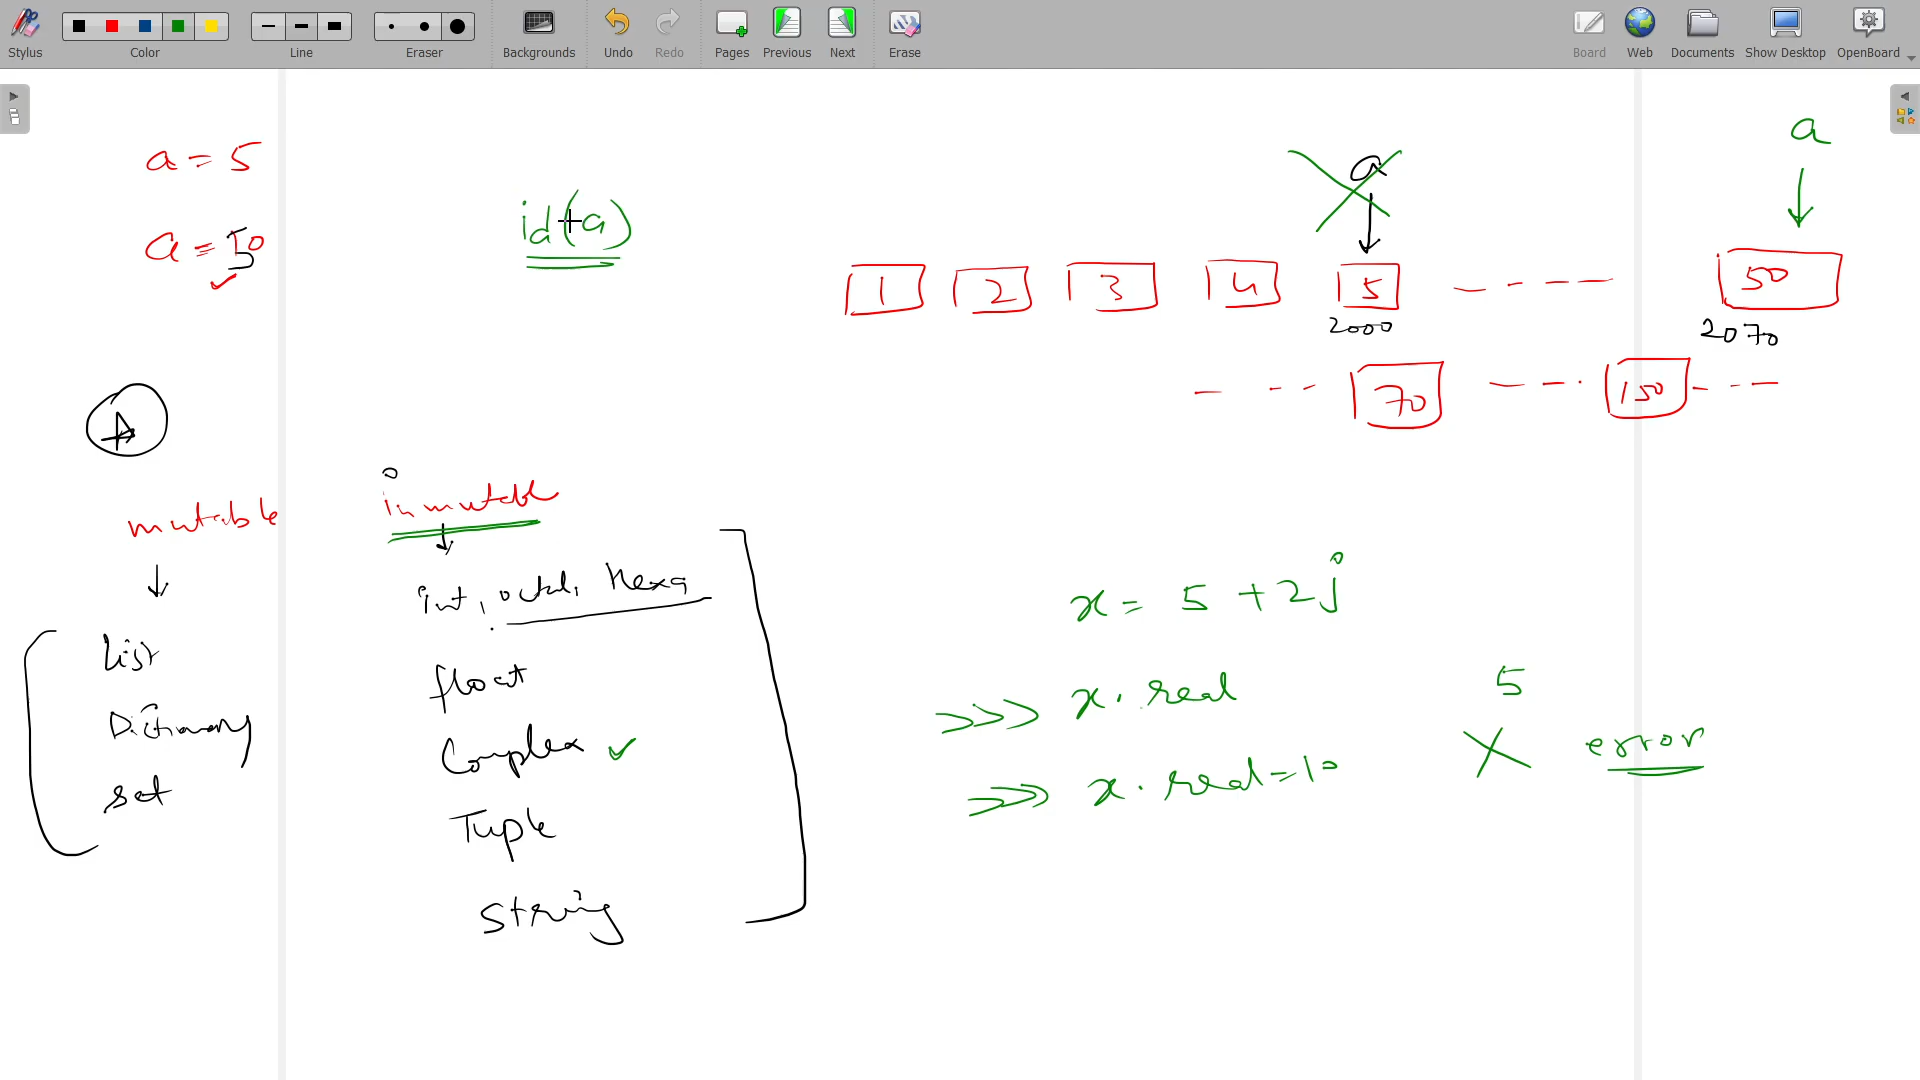 Stylus Color Line Eraser Backgrounds Undo Redo Pages Previous Next Erase Board Web Documents Show Desktop OpenBoard
a = 5
a = 50
id(a)
a
a
1 2 3 4 5 50
2000 2070
70 150
A
mutable
List
Dictionary
set
inmutable
int, octal, Hexa
float
Complex ✓
Tuple
String
x = 5 + 2j
>>> x.real 5
>>> x.real=10 X error